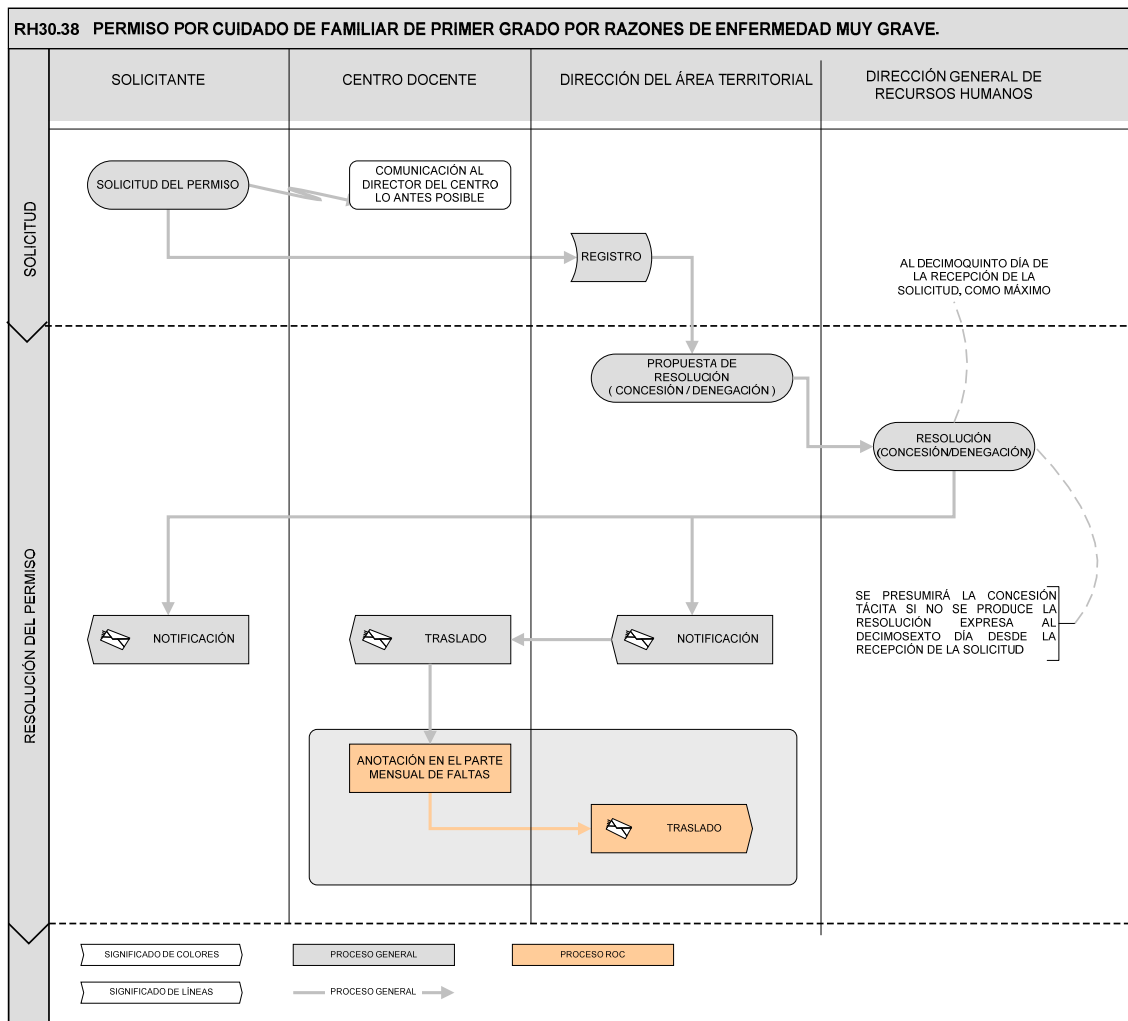 RH30.38 PERMISO POR CUIDADO DE FAMILIAR DE PRIMER GRADO POR RAZONES DE ENFERMEDAD MUY GRAVE.
SOLICITANTE
CENTRO DOCENTE
DIRECCIÓN DEL ÁREA TERRITORIAL
DIRECCIÓN GENERAL DE
RECURSOS HUMANOS
SOLICITUD
SOLICITUD DEL PERMISO
COMUNICACIÓN AL
DIRECTOR DEL CENTRO
LO ANTES POSIBLE
REGISTRO
AL DECIMOQUINTO DÍA DE
LA RECEPCIÓN DE LA
SOLICITUD, COMO MÁXIMO
RESOLUCIÓN DEL PERMISO
PROPUESTA DE
RESOLUCIÓN
( CONCESIÓN / DENEGACIÓN )
RESOLUCIÓN
(CONCESIÓN/DENEGACIÓN)
NOTIFICACIÓN
TRASLADO
NOTIFICACIÓN
SE PRESUMIRÁ LA CONCESIÓN
TÁCITA SI NO SE PRODUCE LA
RESOLUCIÓN EXPRESA AL
DECIMOSEXTO DÍA DESDE LA
RECEPCIÓN DE LA SOLICITUD
ANOTACIÓN EN EL PARTE
MENSUAL DE FALTAS
TRASLADO
SIGNIFICADO DE COLORES
PROCESO GENERAL
PROCESO ROC
SIGNIFICADO DE LÍNEAS
PROCESO GENERAL